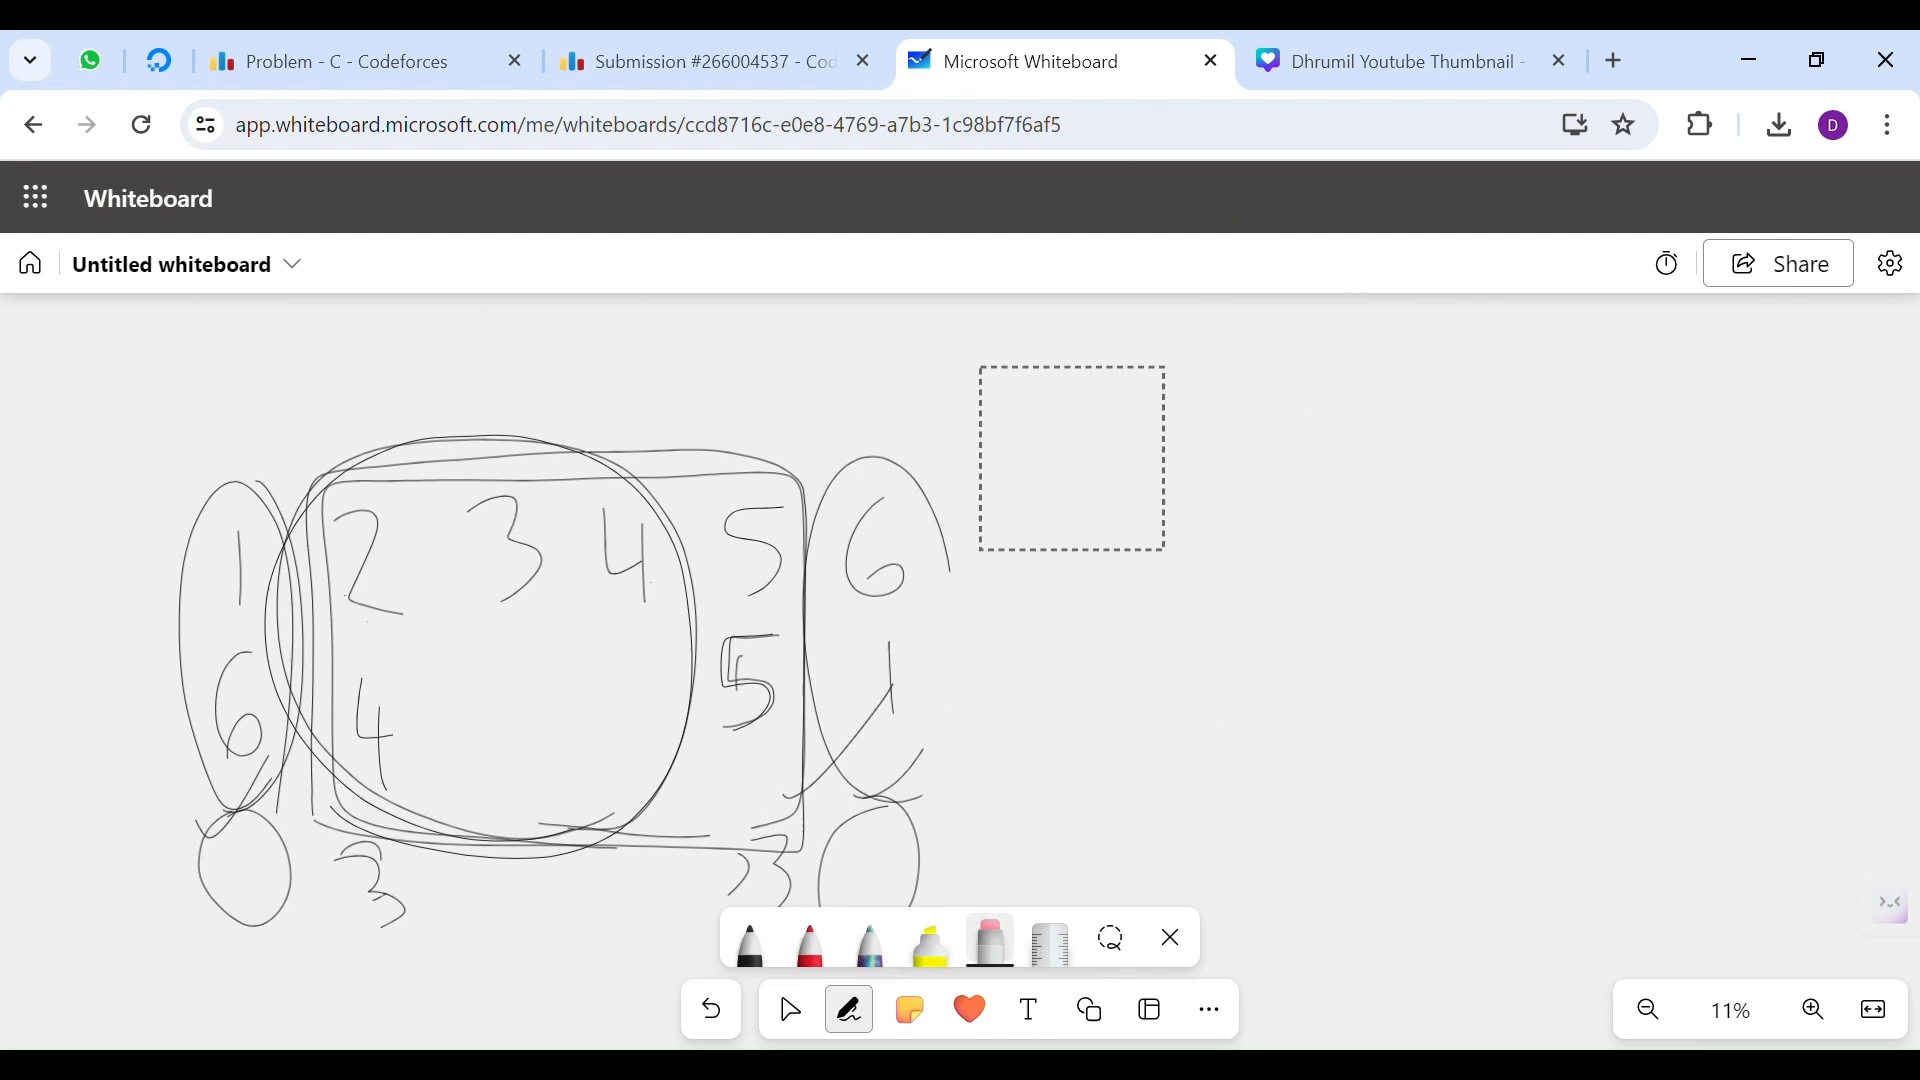 Problem - C - Codeforces
Submission #266004537 - Cod
Microsoft Whiteboard
Dhrumil Youtube Thumbnail -
app.whiteboard.microsoft.com/me/whiteboards/ccd8716c-e0e8-4769-a7b3-1c98bf7f6af5
D
Whiteboard
Untitled whiteboard
Share
1 2 3 4 5 6
6 4 5 1
3 3
T
11%